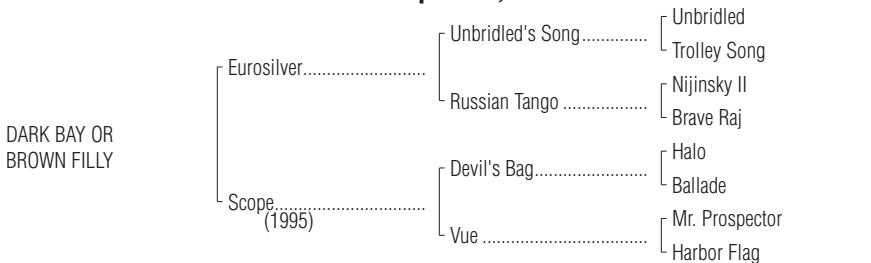 Unbridled
Unbridled's Song..............
Trolley Song
Eurosilver..........................
Nijinsky II
Russian Tango ..................
Brave Raj
DARK BAY OR
BROWN FILLY
Halo
Devil's Bag........................
Ballade
Scope................................
(1995)
Mr. Prospector
Vue ...................................
Harbor Flag